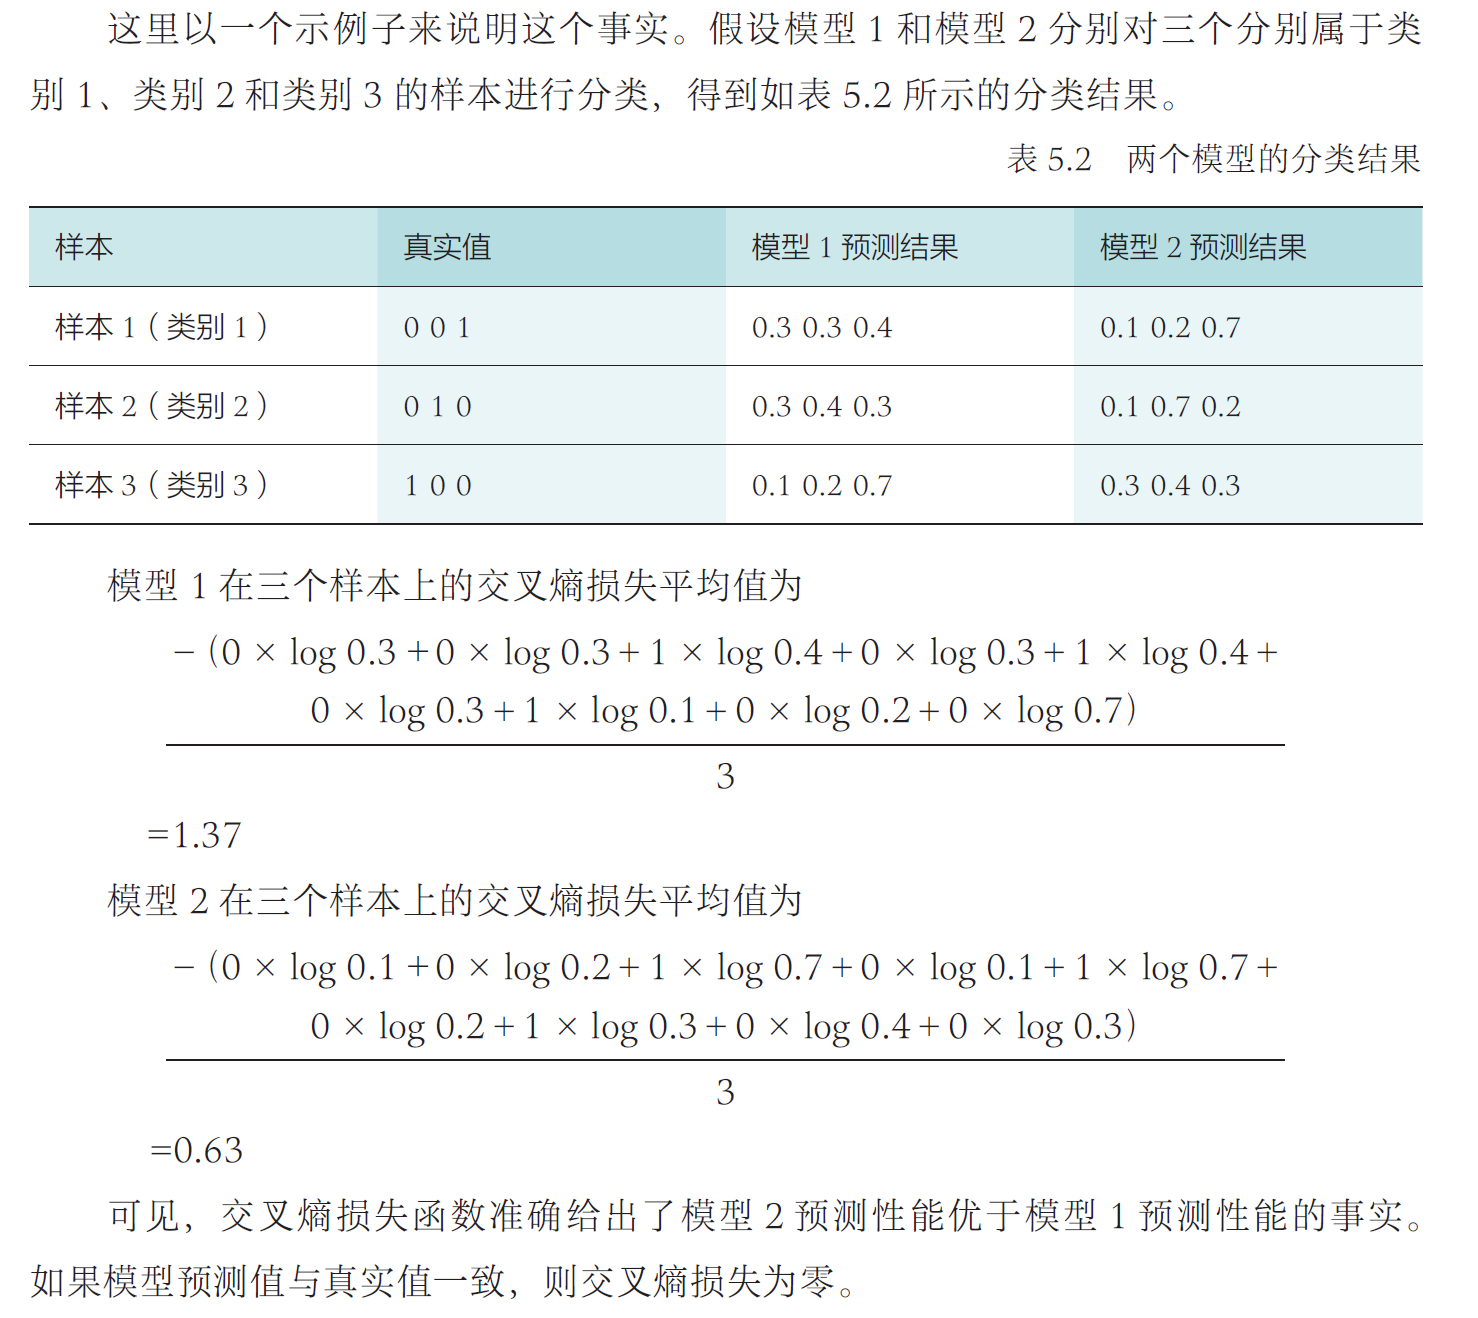 这里以一个示例子来说明这个事实。假设模型 1 和模型 2 分别对三个分别属于类
别 1、类别 2 和类别 3 的样本进行分类，得到如表 5.2 所示的分类结果。
表 5.2　两个模型的分类结果
样本 真实值 模型 1 预测结果 模型 2 预测结果
样本 1（类别 1） 0 0 1 0.3 0.3 0.4 0.1 0.2 0.7
样本 2（类别 2） 0 1 0 0.3 0.4 0.3 0.1 0.7 0.2
样本 3（类别 3） 1 0 0 0.1 0.2 0.7 0.3 0.4 0.3
模型 1 在三个样本上的交叉熵损失平均值为
−（0 × log 0.3＋0 × log 0.3＋1 × log 0.4＋0 × log 0.3＋1 × log 0.4＋
0 × log 0.3＋1 × log 0.1＋0 × log 0.2＋0 × log 0.7）
3
=1.37
模型 2 在三个样本上的交叉熵损失平均值为
−（0 × log 0.1＋0 × log 0.2＋1 × log 0.7＋0 × log 0.1＋1 × log 0.7＋
0 × log 0.2＋1 × log 0.3＋0 × log 0.4＋0 × log 0.3）
3
=0.63
可见，交叉熵损失函数准确给出了模型 2 预测性能优于模型 1 预测性能的事实。
如果模型预测值与真实值一致，则交叉熵损失为零。